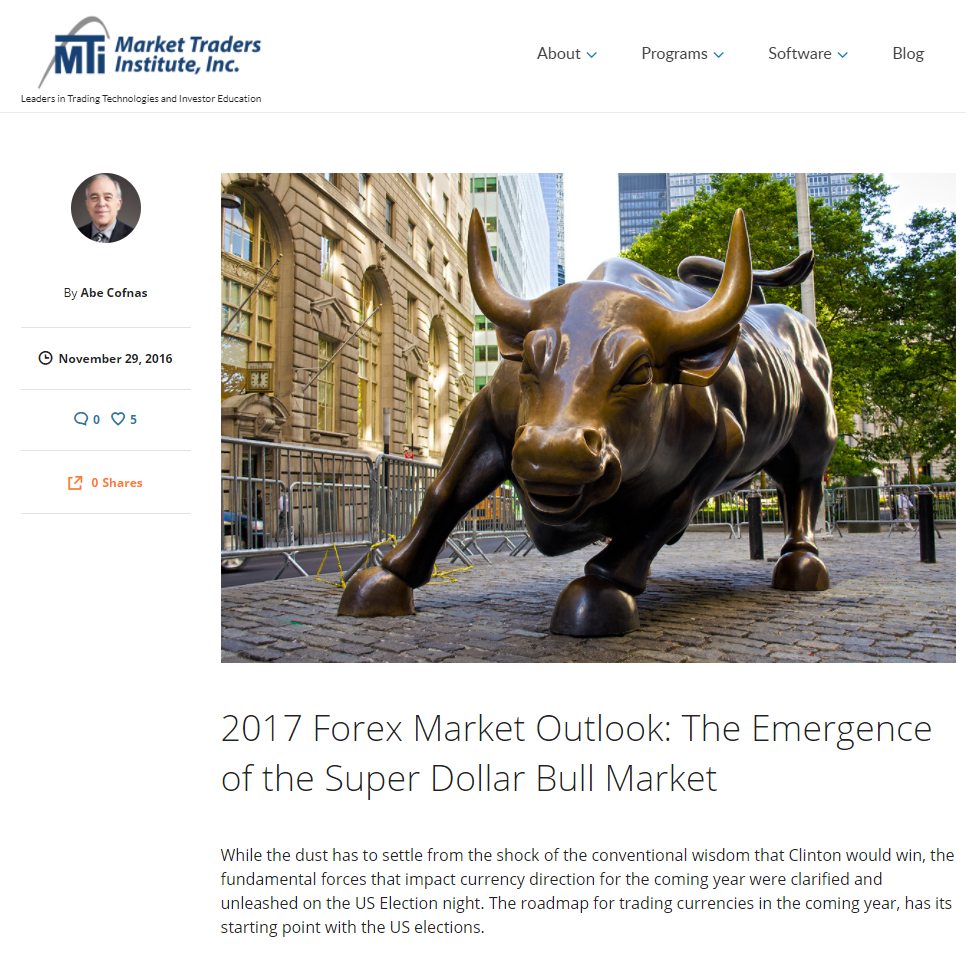 MTi Market Traders
Institute, Inc.
Leaders in Trading Technologies and Investor Education
About Programs Software Blog
By Abe Cofnas
November 29, 2016
0 5
0 Shares
2017 Forex Market Outlook: The Emergence
of the Super Dollar Bull Market
While the dust has to settle from the shock of the conventional wisdom that Clinton would win, the
fundamental forces that impact currency direction for the coming year were clarified and
unleashed on the US Election night. The roadmap for trading currencies in the coming year, has its
starting point with the US elections.